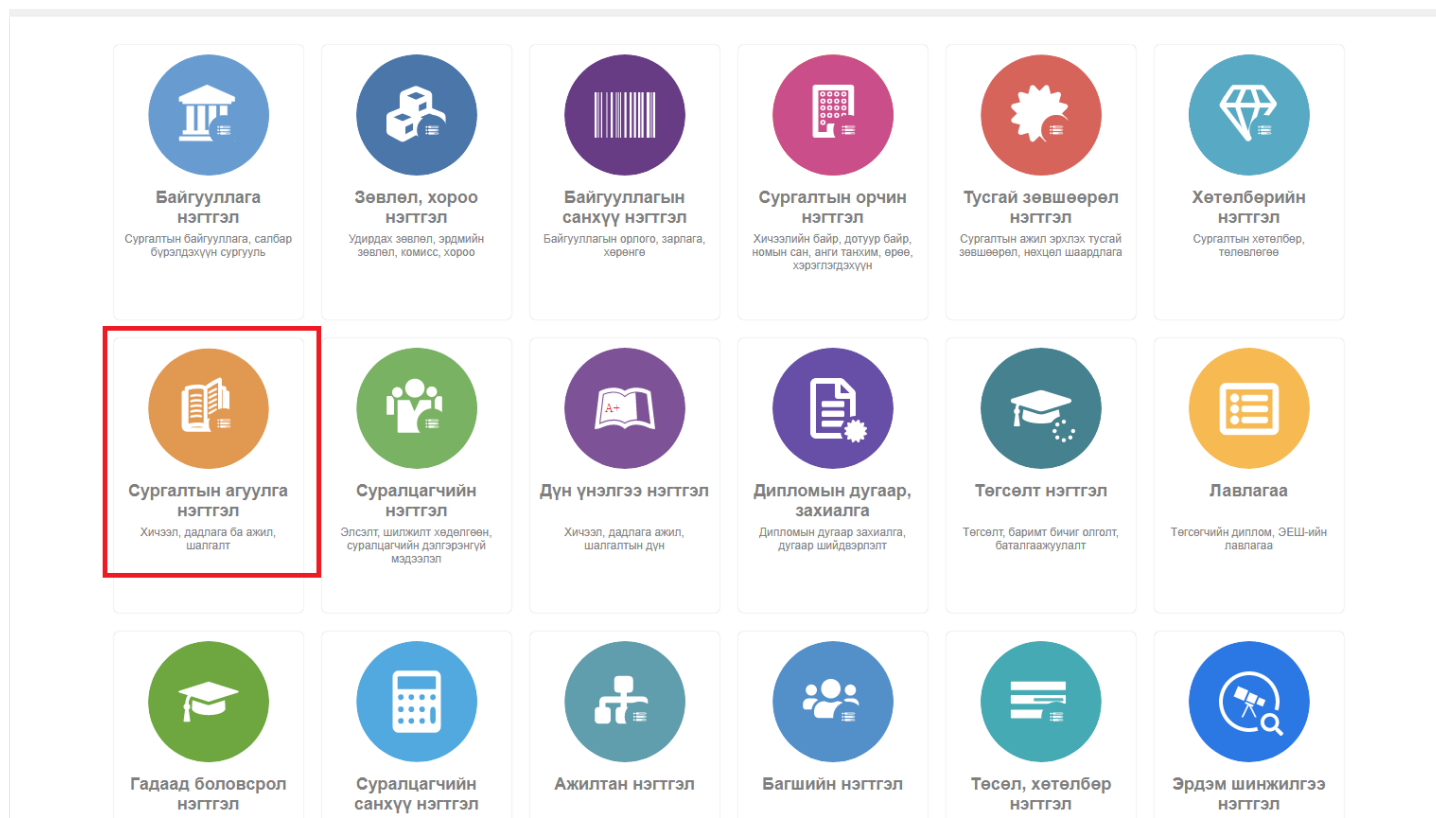 Байгууллага
нэгтгэл
Сургалтын байгууллага, салбар
бүрэлдэхүүн сургууль
Зөвлөл, хороо
нэгтгэл
Удирдах зөвлөл, эрдмийн
зөвлөл, комисс, хороо
Байгууллагын
санхүү нэгтгэл
Байгууллагын орлого, зарлага,
хөрөнгө
Сургалтын орчин
нэгтгэл
Хичээлийн байр, дотуур байр,
номын сан, анги танхим, өрөө,
хэрэглэгдэхүүн
Тусгай зөвшөөрөл
нэгтгэл
Сургалтын ажил эрхлэх тусгай
зөвшөөрөл, нөхцөл шаардлага
Хөтөлбөрийн
нэгтгэл
Сургалтын хөтөлбөр,
төлөвлөгөө
Сургалтын агуулга
нэгтгэл
Хичээл, дадлага ба ажил,
шалгалт
Суралцагчийн
нэгтгэл
Элсэлт, шилжилт хөдөлгөөн,
суралцагчийн дэлгэрэнгүй
мэдээлэл
A+
Дүн үнэлгээ нэгтгэл
Хичээл, дадлага ажил,
шалгалтын дүн
Дипломын дугаар,
захиалга
Дипломын дугаар захиалга,
дугаар шийдвэрлэлт
Төгсөлт нэгтгэл
Төгсөлт, баримт бичиг олголт,
баталгаажуулалт
Лавлагаа
Төгсөгчийн диплом, ЭЕШ-ийн
лавлагаа
Гадаад боловсрол
нэгтгэл
Суралцагчийн
санхүү нэгтгэл
Ажилтан нэгтгэл
Багшийн нэгтгэл
Төсөл, хөтөлбөр
нэгтгэл
Эрдэм шинжилгээ
нэгтгэл